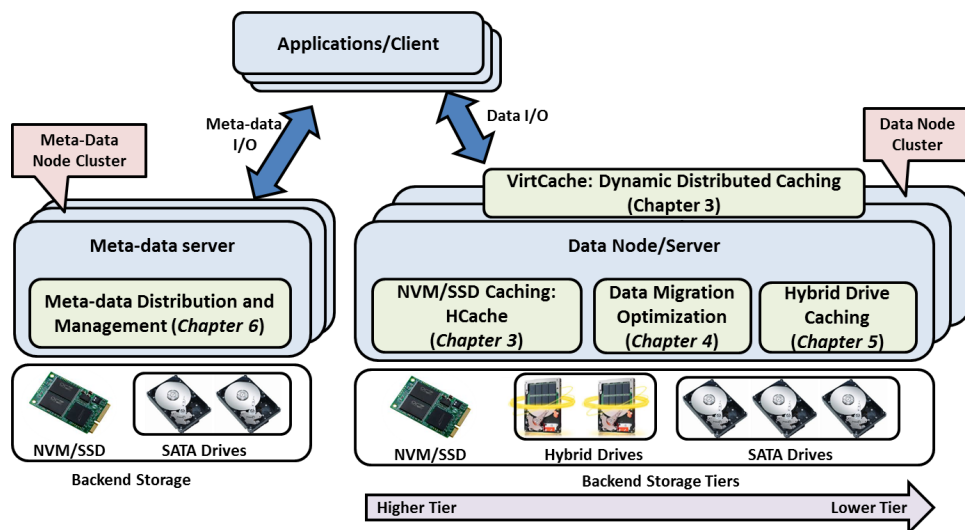 Applications/Client
Meta-data
I/O
Data I/O
Meta-Data
Node Cluster
Data Node
Cluster
VirtCache: Dynamic Distributed Caching
(Chapter 3)
Meta-data server
Data Node/Server
Meta-data Distribution and
Management (Chapter 6)
NVM/SSD Caching:
HCache
(Chapter 3)
Data Migration
Optimization
(Chapter 4)
Hybrid Drive
Caching
(Chapter 5)
NVM/SSD
SATA Drives
Backend Storage
NVM/SSD
Hybrid Drives
SATA Drives
Backend Storage Tiers
Higher Tier
Lower Tier